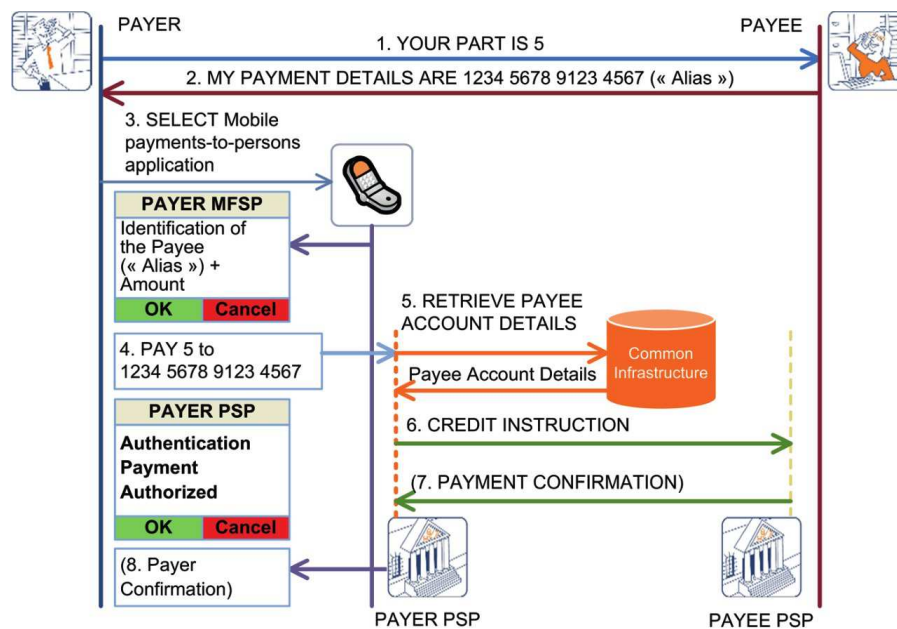 PAYER
PAYEE
1. YOUR PART IS 5
2. MY PAYMENT DETAILS ARE 1234 5678 9123 4567 (« Alias »)
3. SELECT Mobile
payments-to-persons
application
PAYER MFSP
Identification of
the Payee
(« Alias ») +
Amount
OK Cancel
5. RETRIEVE PAYEE
ACCOUNT DETAILS
4. PAY 5 to
1234 5678 9123 4567
Common
Infrastructure
Payee Account Details
PAYER PSP
Authentication
Payment
Authorized
OK Cancel
6. CREDIT INSTRUCTION
(7. PAYMENT CONFIRMATION)
(8. Payer
Confirmation)
PAYER PSP
PAYEE PSP